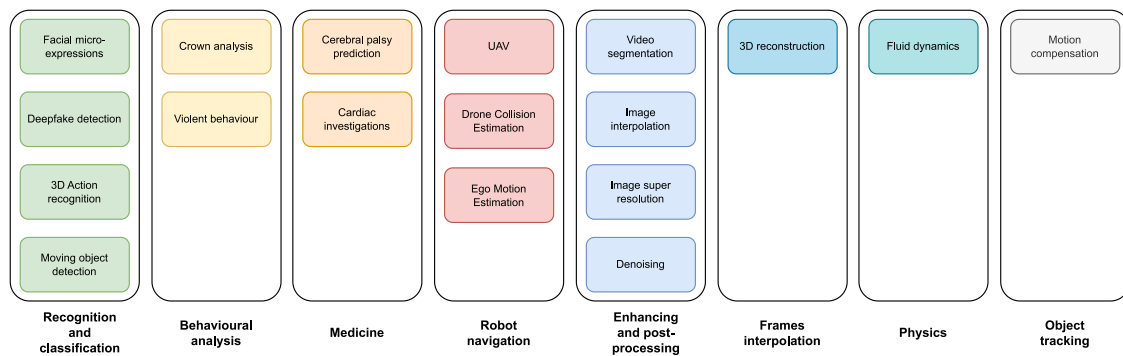 Facial micro-
expressions
Deepfake detection
3D Action
recognition
Moving object
detection
Recognition
and
classification
Crown analysis
Violent behaviour
Behavioural
analysis
Cerebral palsy
prediction
Cardiac
investigations
Medicine
UAV
Drone Collision
Estimation
Ego Motion
Estimation
Robot
navigation
Video
segmentation
Image
interpolation
Image super
resolution
Denoising
Enhancing
and post-
processing
3D reconstruction
Frames
interpolation
Fluid dynamics
Physics
Motion
compensation
Object
tracking